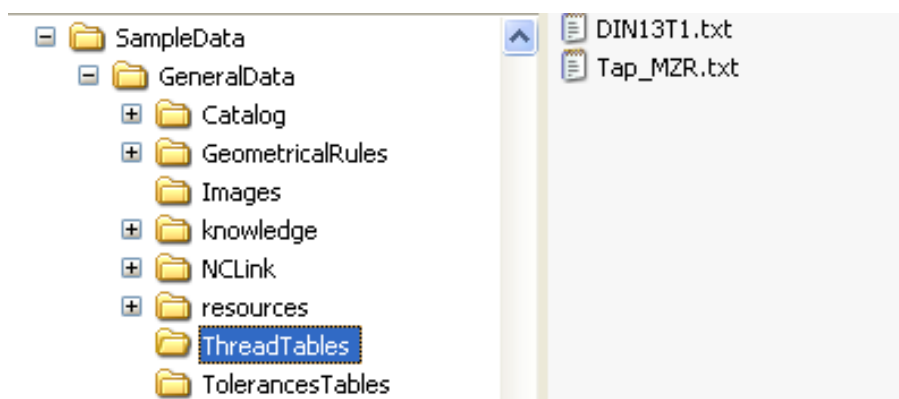 SampleData
GeneralData
Catalog
GeometricalRules
Images
knowledge
NCLink
resources
ThreadTables
TolerancesTables
DIN13T1.txt
Tap_MZR.txt